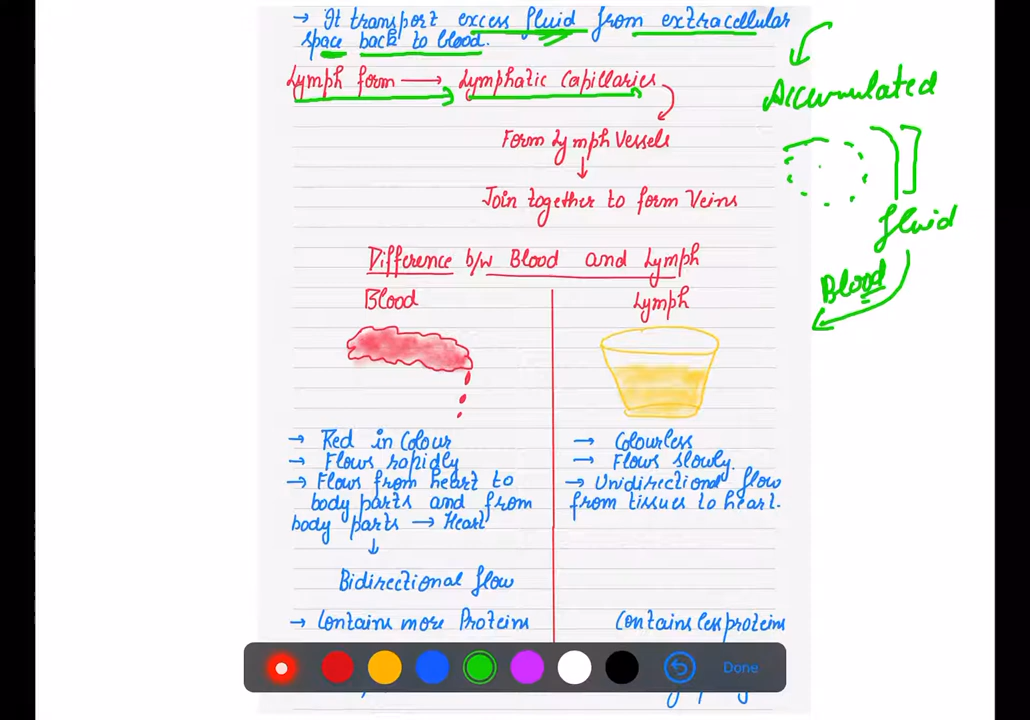 → It transport excess fluid from extracellular
space back to blood.
Lymph form → Lymphatic Capillaries
Form Lymph Vessels
↓
Join together to form Veins
Accumulated
fluid
Blood
Difference b/w Blood and Lymph
Blood
Lymph
→ Red in Colour
→ Flows rapidly
→ Flows from heart to
body parts and from
body parts → Heart
↓
Bidirectional flow
→ Contains more Proteins
→ Colourless
→ Flows slowly.
→ Unidirectional flow
from tissues to heart.
Contains less proteins
Done